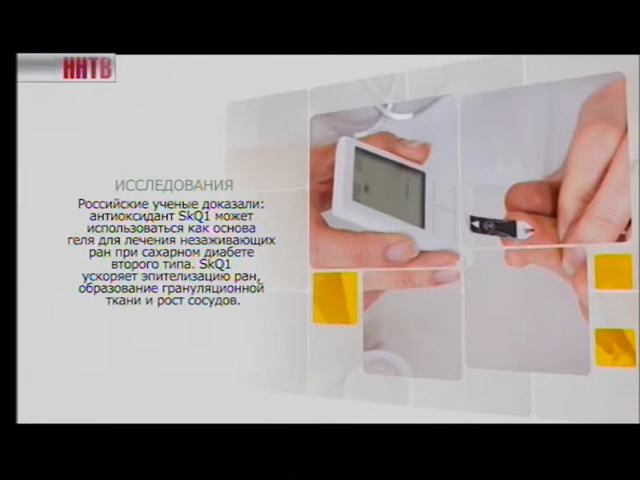 ННТВ
ИССЛЕДОВАНИЯ
Российские ученые доказали:
антиоксидант SkQ1 может
использоваться как основа
геля для лечения незаживающих
ран при сахарном диабете
второго типа. SkQ1
ускоряет эпителизацию ран,
образование грануляционной
ткани и рост сосудов.